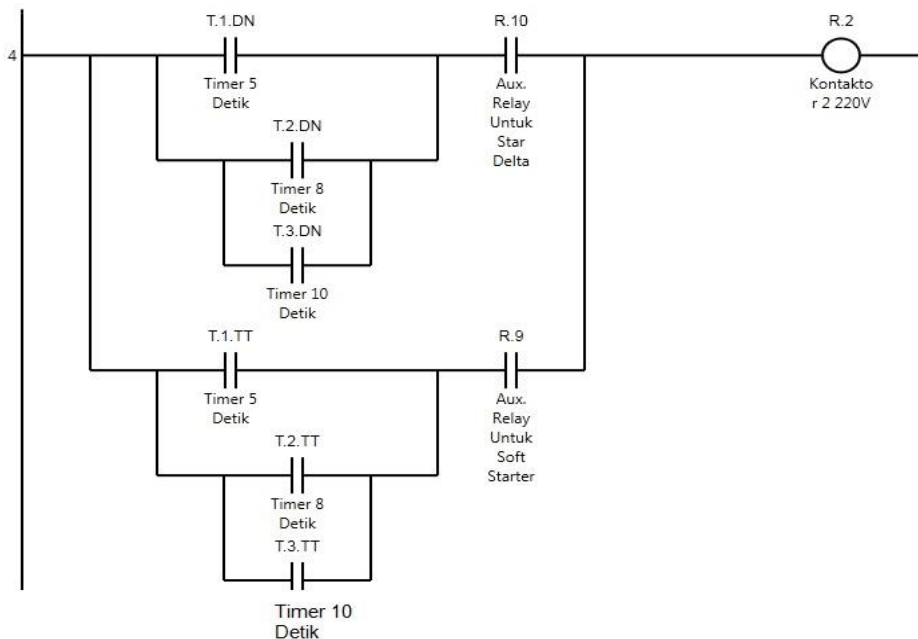 T.1.DN
R.10
R.2
4
Timer 5
Detik
Aux.
Relay
Untuk
Star
Delta
Kontakto
r 2 220V
T.2.DN
Timer 8
Detik
T.3.DN
Timer 10
Detik
T.1.TT
R.9
Timer 5
Detik
Aux.
Relay
Untuk
Soft
Starter
T.2.TT
Timer 8
Detik
T.3.TT
Timer 10
Detik